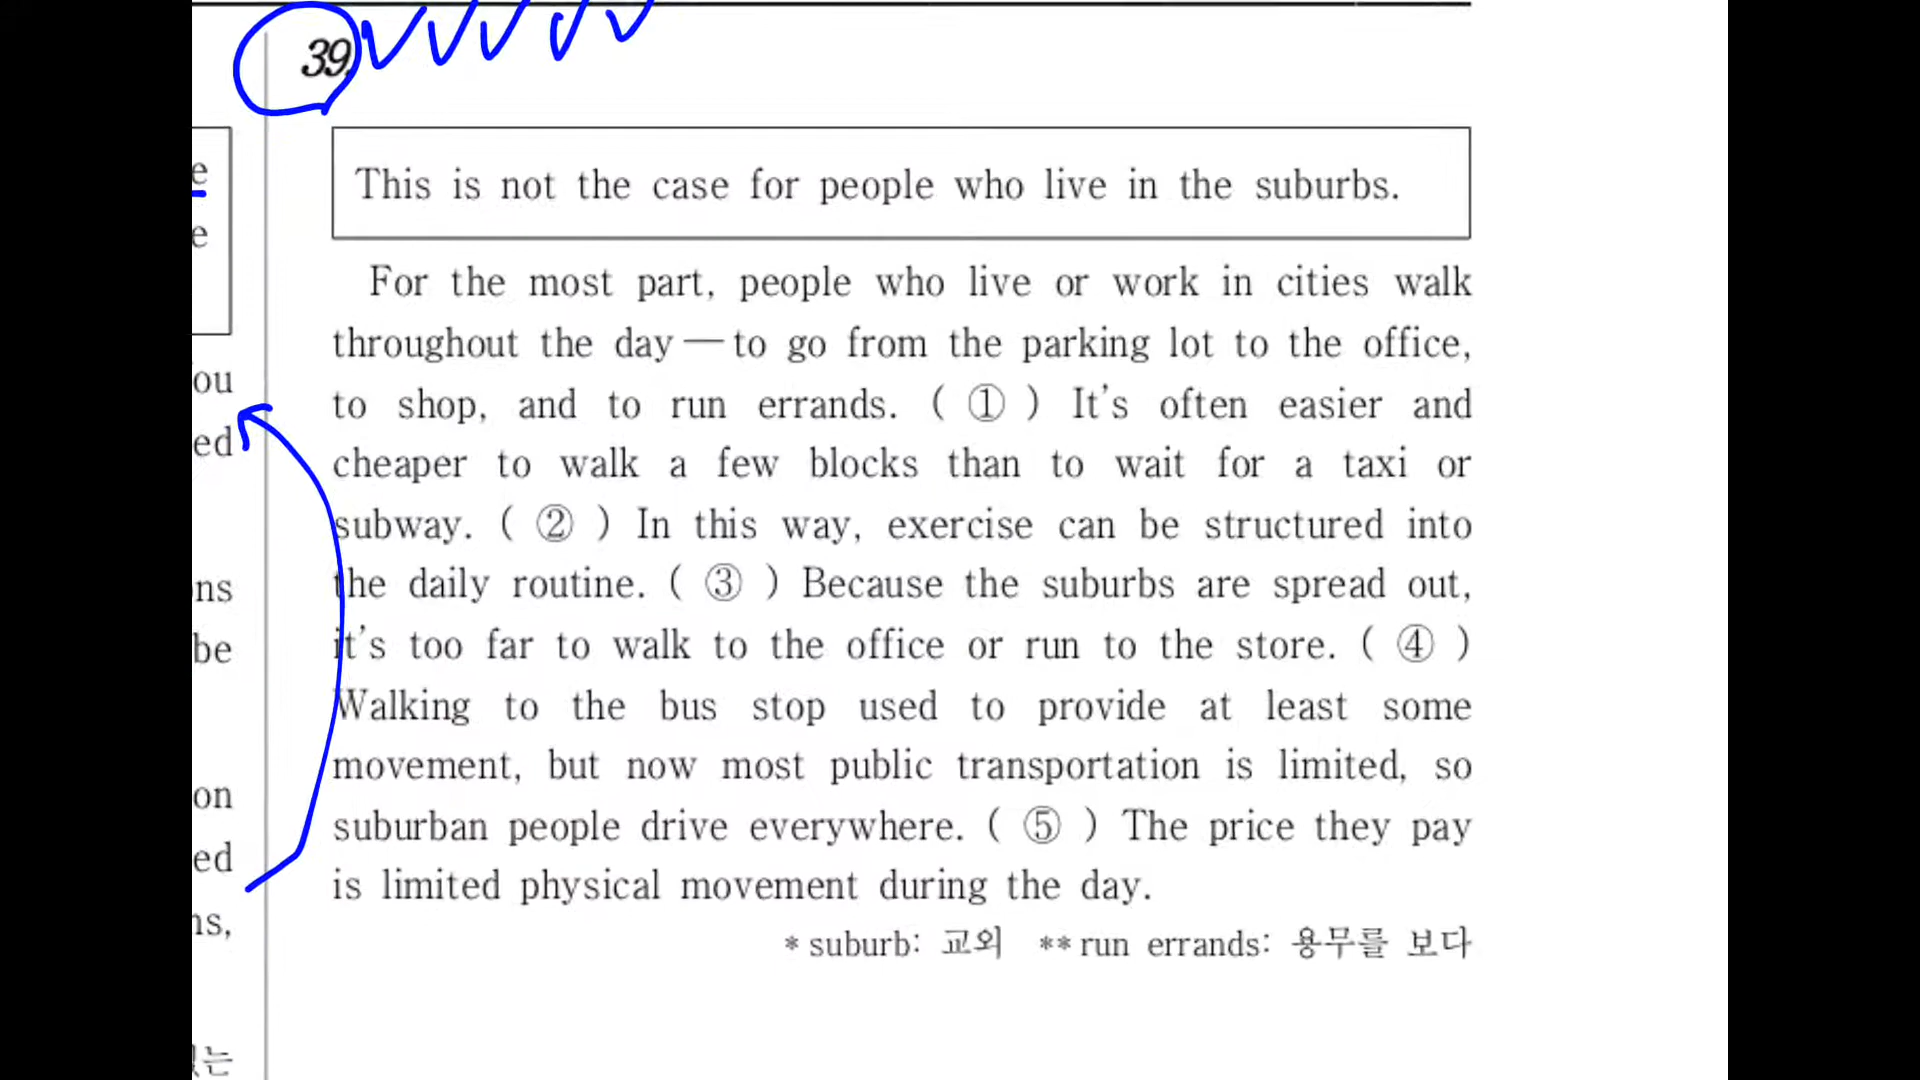 39.
This is not the case for people who live in the suburbs.
For the most part, people who live or work in cities walk
throughout the day — to go from the parking lot to the office,
to shop, and to run errands. ( ① ) It's often easier and
cheaper to walk a few blocks than to wait for a taxi or
subway. ( ② ) In this way, exercise can be structured into
the daily routine. ( ③ ) Because the suburbs are spread out,
it's too far to walk to the office or run to the store. ( ④ )
Walking to the bus stop used to provide at least some
movement, but now most public transportation is limited, so
suburban people drive everywhere. ( ⑤ ) The price they pay
is limited physical movement during the day.
* suburb: 교외 ** run errands: 용무를 보다